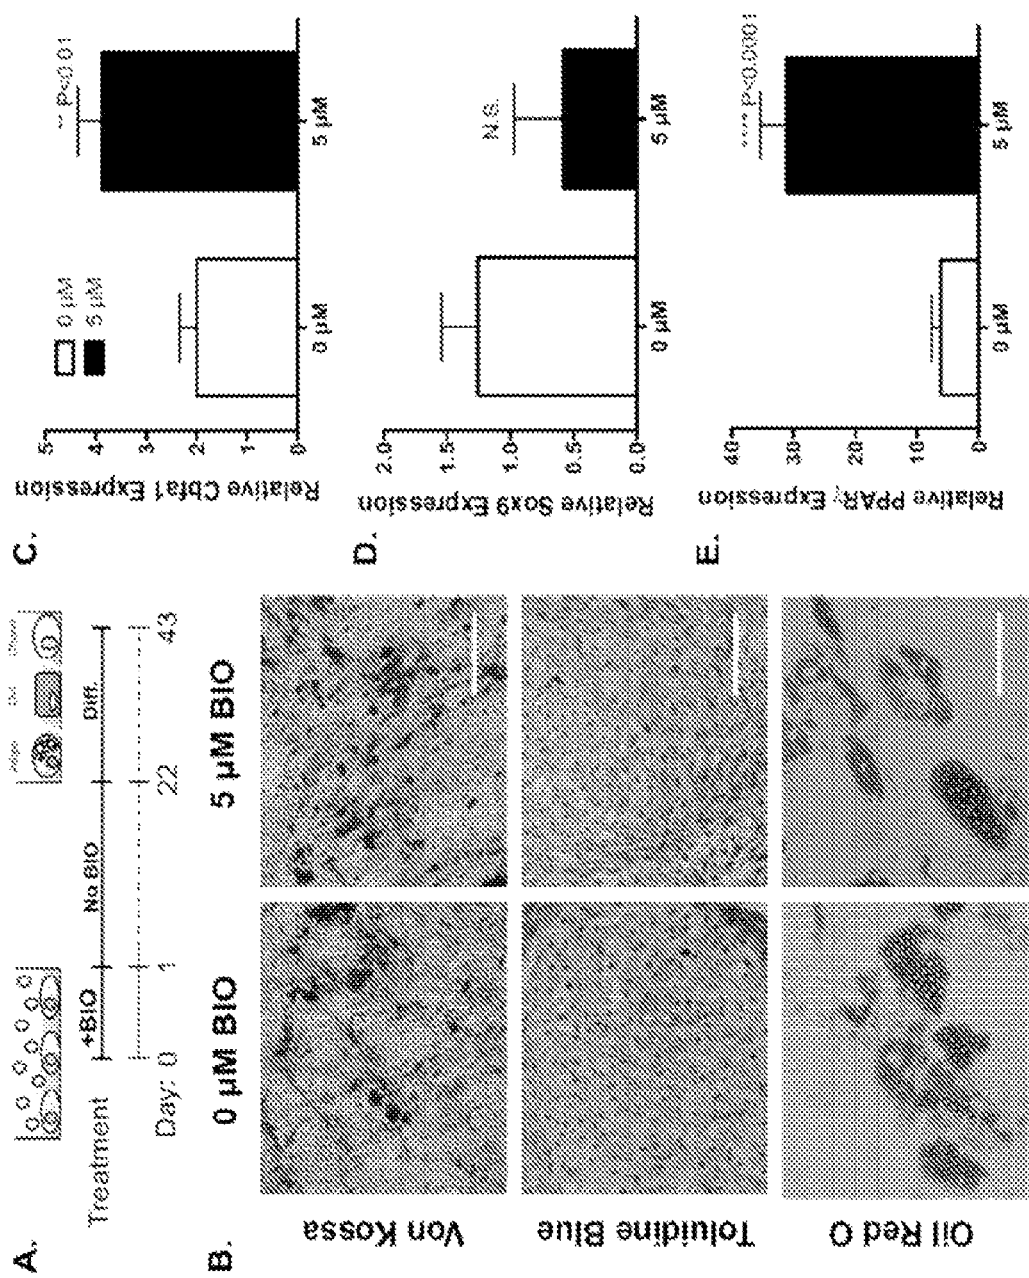 A.
Treatment
+BIO
No BIO
Diff.
Day: 0 1 22 43
B.
0 µM BIO
5 µM BIO
Von Kossa
Toluidine Blue
Oil Red O
C.
Relative Cbfa1 Expression
5
4
3
2
1
0
0 µM
5 µM
** P<0.01
0 µM
5 µM
D.
Relative Sox9 Expression
2.0
1.5
1.0
0.5
0.0
N.S.
0 µM
5 µM
E.
Relative PPARγ Expression
40
30
20
10
0
**** P<0.0001
0 µM
5 µM